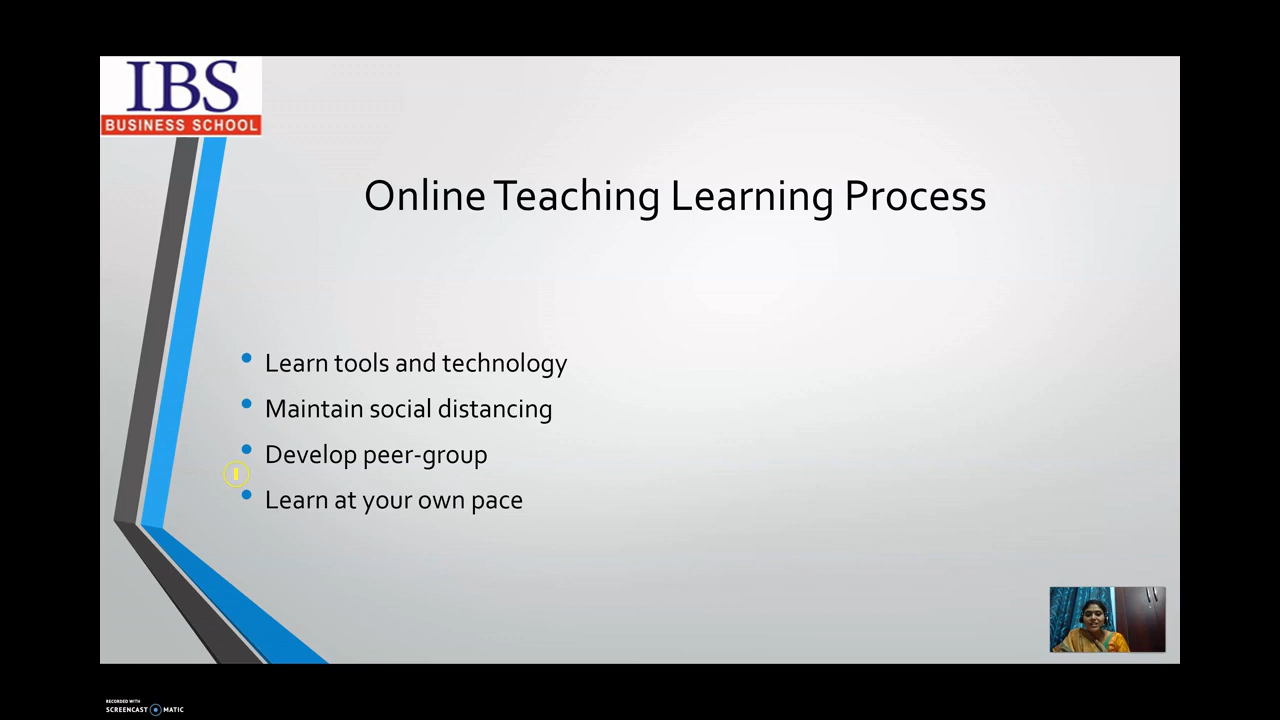 IBS
BUSINESS SCHOOL
Online Teaching Learning Process
• Learn tools and technology
• Maintain social distancing
• Develop peer-group
• Learn at your own pace
RECORDED WITH
SCREENCAST MATIC